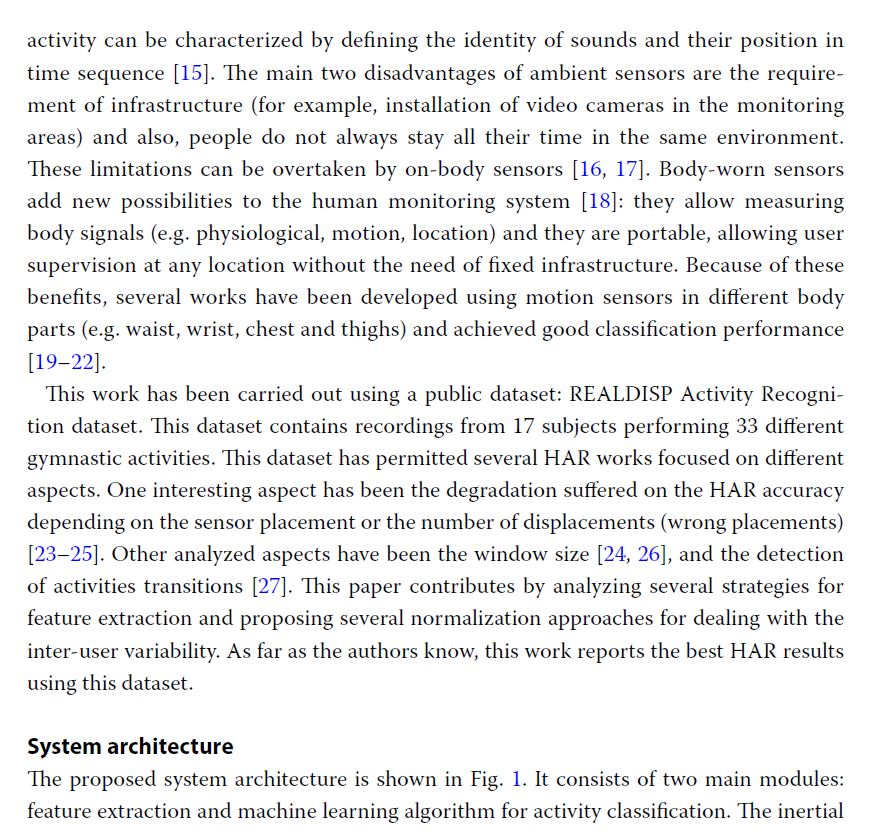 activity can be characterized by defining the identity of sounds and their position in
time sequence [15]. The main two disadvantages of ambient sensors are the require-
ment of infrastructure (for example, installation of video cameras in the monitoring
areas) and also, people do not always stay all their time in the same environment.
These limitations can be overtaken by on-body sensors [16, 17]. Body-worn sensors
add new possibilities to the human monitoring system [18]: they allow measuring
body signals (e.g. physiological, motion, location) and they are portable, allowing user
supervision at any location without the need of fixed infrastructure. Because of these
benefits, several works have been developed using motion sensors in different body
parts (e.g. waist, wrist, chest and thighs) and achieved good classification performance
[19–22].
This work has been carried out using a public dataset: REALDISP Activity Recogni-
tion dataset. This dataset contains recordings from 17 subjects performing 33 different
gymnastic activities. This dataset has permitted several HAR works focused on different
aspects. One interesting aspect has been the degradation suffered on the HAR accuracy
depending on the sensor placement or the number of displacements (wrong placements)
[23–25]. Other analyzed aspects have been the window size [24, 26], and the detection
of activities transitions [27]. This paper contributes by analyzing several strategies for
feature extraction and proposing several normalization approaches for dealing with the
inter-user variability. As far as the authors know, this work reports the best HAR results
using this dataset.
System architecture
The proposed system architecture is shown in Fig. 1. It consists of two main modules:
feature extraction and machine learning algorithm for activity classification. The inertial